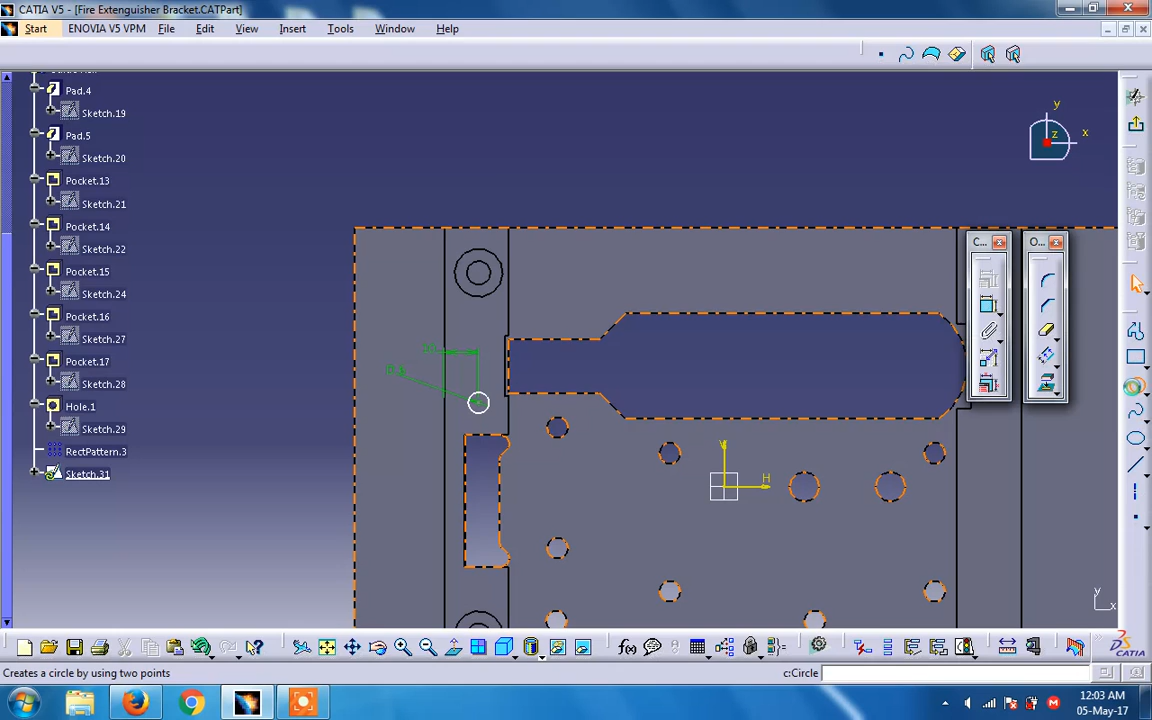 CATIA V5 - [Fire Extenguisher Bracket.CATPart]
Start ENOVIA V5 VPM File Edit View Insert Tools Window Help
Pad.4
Sketch.19
Pad.5
Sketch.20
Pocket.13
Sketch.21
Pocket.14
Sketch.22
Pocket.15
Sketch.24
Pocket.16
Sketch.27
Pocket.17
Sketch.28
Hole.1
Sketch.29
RectPattern.3
Sketch.31
y
x
z
C...
O...
V
H
y
x
CATIA
Creates a circle by using two points
c:Circle
12:03 AM
05-May-17